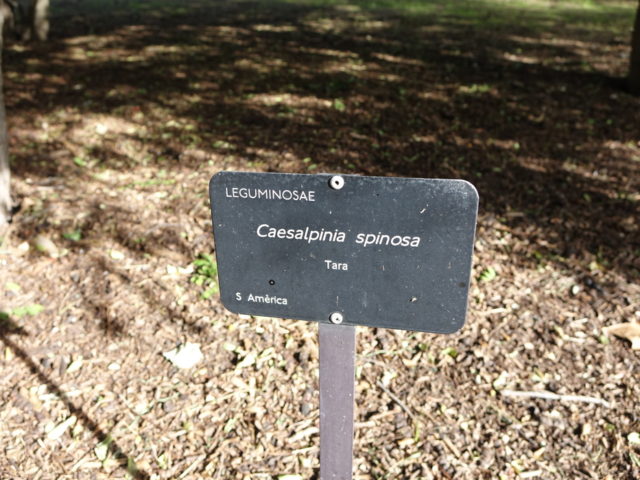 LEGUMINOSAE
Caesalpinia spinosa
Tara
S Amèrica